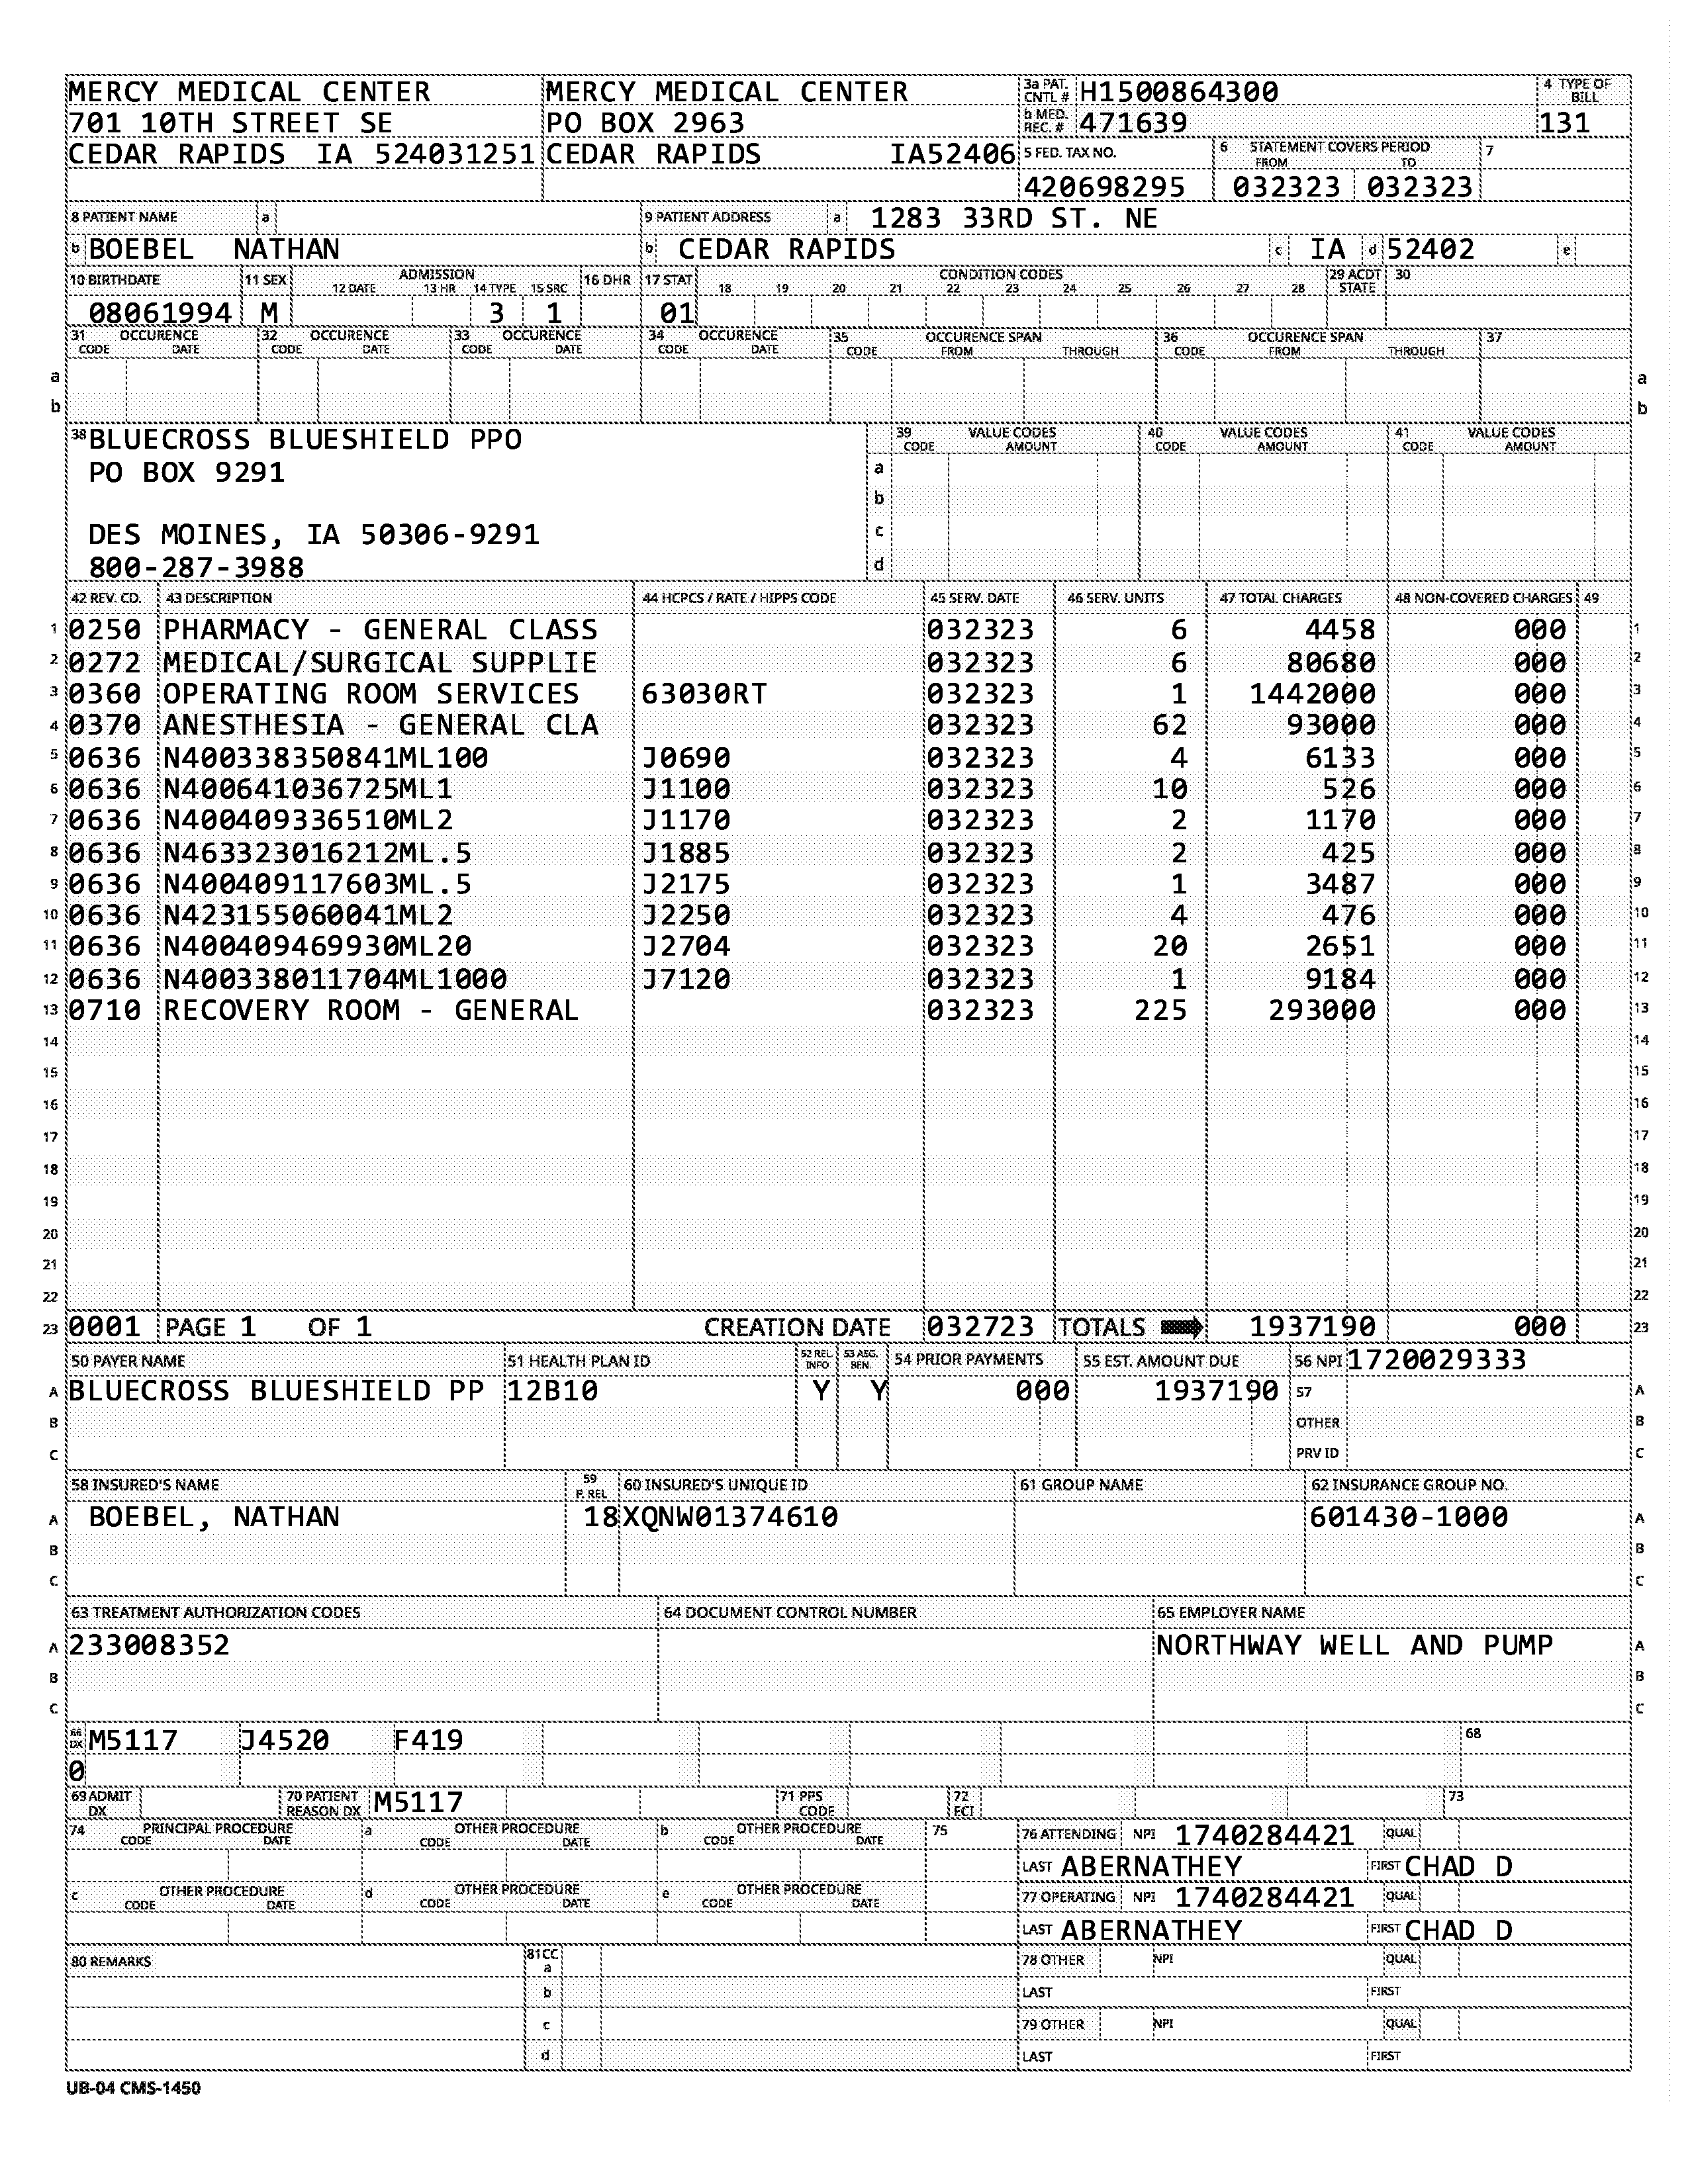 MERCY MEDICAL CENTER MERCY MEDICAL CENTER 3a PAT. CNTL # H1500864300 4 TYPE OF BILL
701 10TH STREET SE PO BOX 2963 b MED. REC. # 471639 131
CEDAR RAPIDS IA 524031251 CEDAR RAPIDS IA52406 5 FED. TAX NO. 6 STATEMENT COVERS PERIOD FROM TO 7
420698295 032323 032323
8 PATIENT NAME a 9 PATIENT ADDRESS a 1283 33RD ST. NE
b BOEBEL NATHAN b CEDAR RAPIDS c IA d 52402 e
10 BIRTHDATE 11 SEX ADMISSION 12 DATE 13 HR 14 TYPE 15 SRC 16 DHR 17 STAT CONDITION CODES 18 19 20 21 22 23 24 25 26 27 28 29 ACDT STATE 30
08061994 M 3 1 01
31 OCCURENCE CODE DATE 32 OCCURENCE CODE DATE 33 OCCURENCE CODE DATE 34 OCCURENCE CODE DATE 35 OCCURENCE SPAN CODE FROM THROUGH 36 OCCURENCE SPAN CODE FROM THROUGH 37
a a
b b
38 BLUECROSS BLUESHIELD PPO 39 VALUE CODES CODE AMOUNT 40 VALUE CODES CODE AMOUNT 41 VALUE CODES CODE AMOUNT
PO BOX 9291 a
b
DES MOINES, IA 50306-9291 c
800-287-3988 d
42 REV. CD. 43 DESCRIPTION 44 HCPCS / RATE / HIPPS CODE 45 SERV. DATE 46 SERV. UNITS 47 TOTAL CHARGES 48 NON-COVERED CHARGES 49
1 0250 PHARMACY - GENERAL CLASS 032323 6 4458 000 1
2 0272 MEDICAL/SURGICAL SUPPLIE 032323 6 80680 000 2
3 0360 OPERATING ROOM SERVICES 63030RT 032323 1 1442000 000 3
4 0370 ANESTHESIA - GENERAL CLA 032323 62 93000 000 4
5 0636 N400338350841ML100 J0690 032323 4 6133 000 5
6 0636 N400641036725ML1 J1100 032323 10 526 000 6
7 0636 N400409336510ML2 J1170 032323 2 1170 000 7
8 0636 N463323016212ML.5 J1885 032323 2 425 000 8
9 0636 N400409117603ML.5 J2175 032323 1 3487 000 9
10 0636 N423155060041ML2 J2250 032323 4 476 000 10
11 0636 N400409469930ML20 J2704 032323 20 2651 000 11
12 0636 N400338011704ML1000 J7120 032323 1 9184 000 12
13 0710 RECOVERY ROOM - GENERAL 032323 225 293000 000 13
14 14
15 15
16 16
17 17
18 18
19 19
20 20
21 21
22 22
23 0001 PAGE 1 OF 1 CREATION DATE 032723 TOTALS 1937190 000 23
50 PAYER NAME 51 HEALTH PLAN ID 52 REL. INFO 53 ASG. BEN. 54 PRIOR PAYMENTS 55 EST. AMOUNT DUE 56 NPI 1720029333
A BLUECROSS BLUESHIELD PP 12B10 Y Y 000 1937190 57 A
B OTHER B
C PRV ID C
58 INSURED'S NAME 59 P. REL 60 INSURED'S UNIQUE ID 61 GROUP NAME 62 INSURANCE GROUP NO.
A BOEBEL, NATHAN 18 XQNW01374610 601430-1000 A
B B
C C
63 TREATMENT AUTHORIZATION CODES 64 DOCUMENT CONTROL NUMBER 65 EMPLOYER NAME
A 233008352 NORTHWAY WELL AND PUMP A
B B
C C
66 DX M5117 J4520 F419 68
0
69 ADMIT DX 70 PATIENT REASON DX M5117 71 PPS CODE 72 ECI 73
74 PRINCIPAL PROCEDURE CODE DATE a OTHER PROCEDURE CODE DATE b OTHER PROCEDURE CODE DATE 75 76 ATTENDING NPI 1740284421 QUAL
LAST ABERNATHEY FIRST CHAD D
c OTHER PROCEDURE CODE DATE d OTHER PROCEDURE CODE DATE e OTHER PROCEDURE CODE DATE 77 OPERATING NPI 1740284421 QUAL
LAST ABERNATHEY FIRST CHAD D
80 REMARKS 81CC a 78 OTHER NPI QUAL
b LAST FIRST
c 79 OTHER NPI QUAL
d LAST FIRST
UB-04 CMS-1450